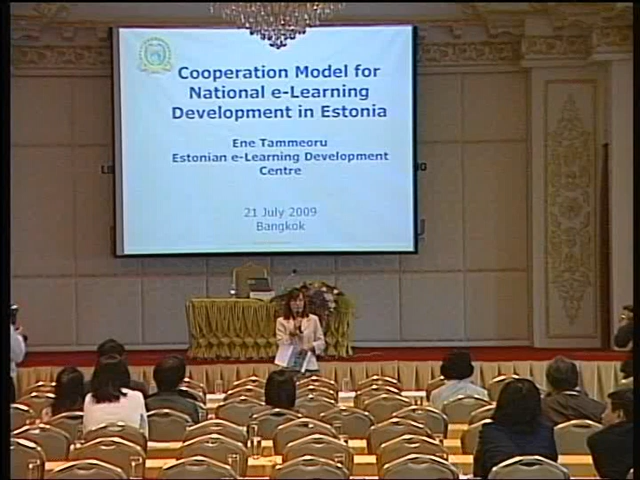 Cooperation Model for
National e-Learning
Development in Estonia
Ene Tammeoru
Estonian e-Learning Development
Centre
21 July 2009
Bangkok